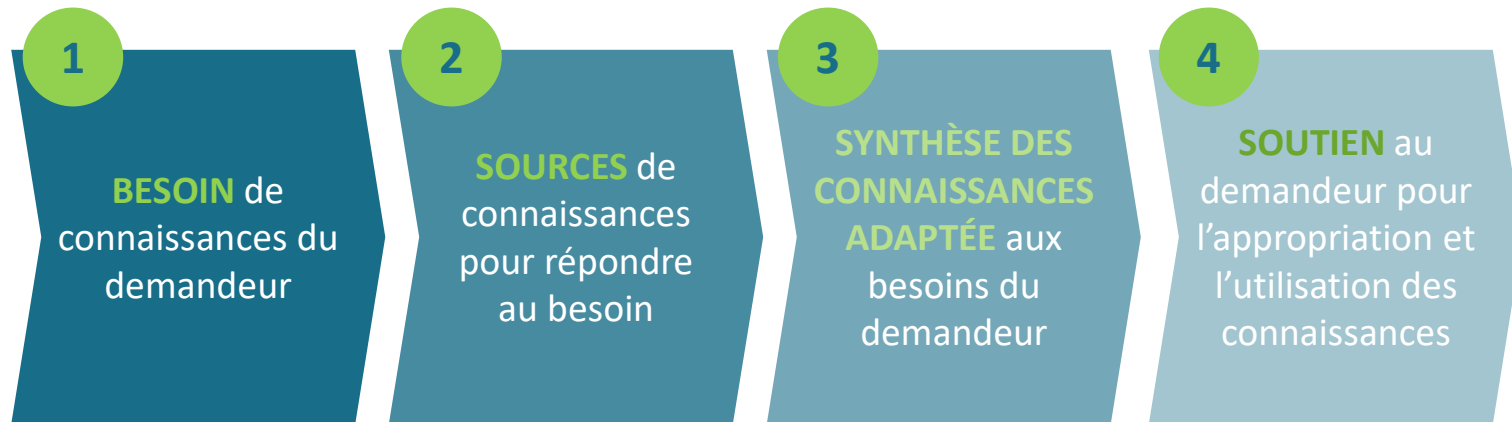 1
BESOIN de
connaissances du
demandeur
2
SOURCES de
connaissances
pour répondre
au besoin
3
SYNTHÈSE DES
CONNAISSANCES
ADAPTÉE aux
besoins du
demandeur
4
SOUTIEN au
demandeur pour
l’appropriation et
l’utilisation des
connaissances